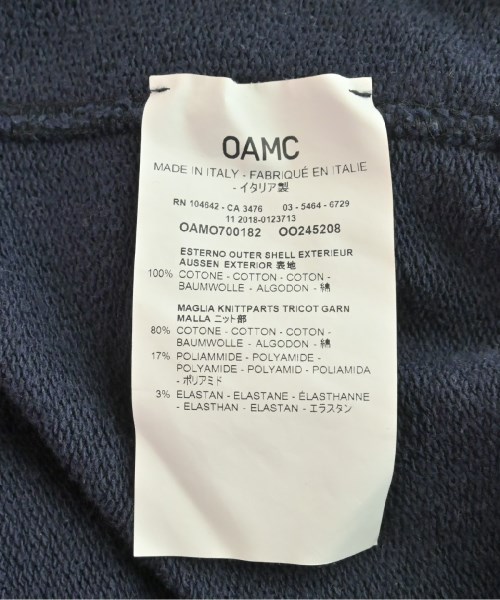 OAMC
MADE IN ITALY - FABRIQUÉ EN ITALIE
- イタリア製
RN 104842 - CA 3476 03 - 5464 - 6729
11 2018-0123713
OAMO700182 OO245208
ESTERNO OUTER SHELL EXTERIEUR
AUSSEN EXTERIOR 表地
100% COTONE - COTTON - COTON -
BAUMWOLLE - ALGODON - 綿
MAGLIA KNITTPARTS TRICOT GARN
MALLA ニット部
80% COTONE - COTTON - COTON -
BAUMWOLLE - ALGODON - 綿
17% POLIAMMIDE - POLYAMIDE -
POLYAMIDE - POLYAMID - POLIAMIDA
- ポリアミド
3% ELASTAN - ELASTANE - ÉLASTHANNE
- ELASTHAN - ELASTAN - エラスタン